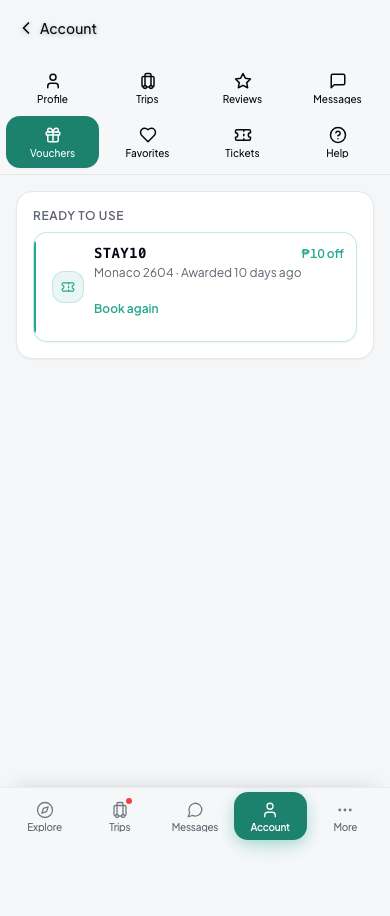 Account
Profile
Trips
Reviews
Messages
Vouchers
Favorites
Tickets
Help
READY TO USE
STAY10
₱10 off
Monaco 2604 · Awarded 10 days ago
Book again
Explore
Trips
Messages
Account
More